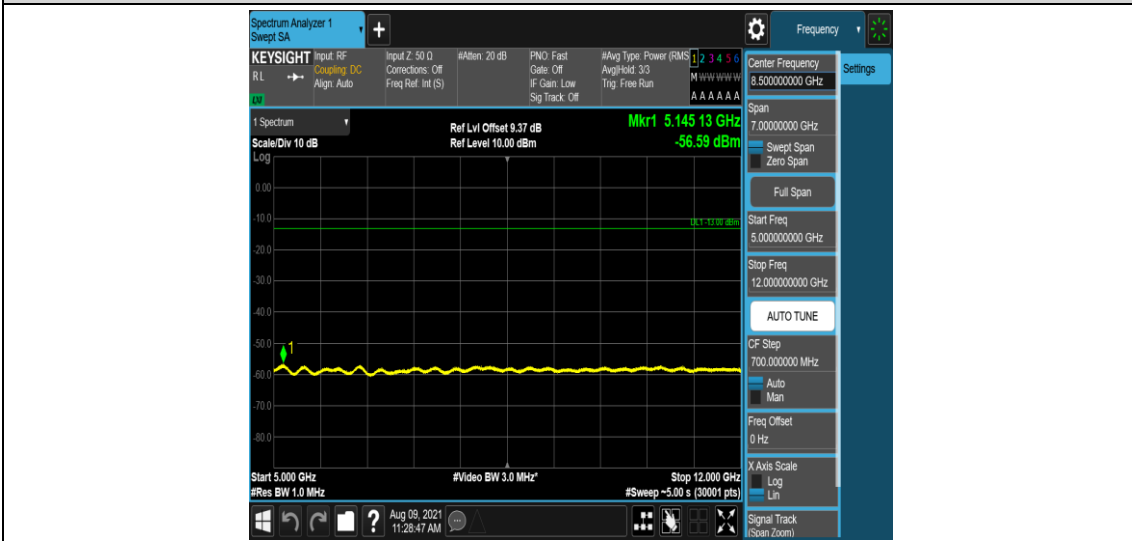 Spectrum Analyzer 1
Swept SA
+
Frequency
KEYSIGHT
RL
LXI
Input: RF
Coupling: DC
Align: Auto
Input Z: 50 Ω
Corrections: Off
Freq Ref: Int (S)
#Atten: 20 dB
PNO: Fast
Gate: Off
IF Gain: Low
Sig Track: Off
#Avg Type: Power (RMS
Avg|Hold: 3/3
Trig: Free Run
1 2 3 4 5 6
M W W W W W
A A A A A A
1 Spectrum
Scale/Div 10 dB
Log
Ref Lvl Offset 9.37 dB
Ref Level 10.00 dBm
Mkr1 5.145 13 GHz
-56.59 dBm
0.00
-10.0
DL1 -13.00 dBm
-20.0
-30.0
-40.0
-50.0
1
-60.0
-70.0
-80.0
Start 5.000 GHz
#Res BW 1.0 MHz
#Video BW 3.0 MHz*
Stop 12.000 GHz
#Sweep ~5.00 s (30001 pts)
?
Aug 09, 2021
11:28:47 AM
Center Frequency
8.500000000 GHz
Settings
Span
7.00000000 GHz
Swept Span
Zero Span
Full Span
Start Freq
5.000000000 GHz
Stop Freq
12.000000000 GHz
AUTO TUNE
CF Step
700.000000 MHz
Auto
Man
Freq Offset
0 Hz
X Axis Scale
Log
Lin
Signal Track
(Span Zoom)